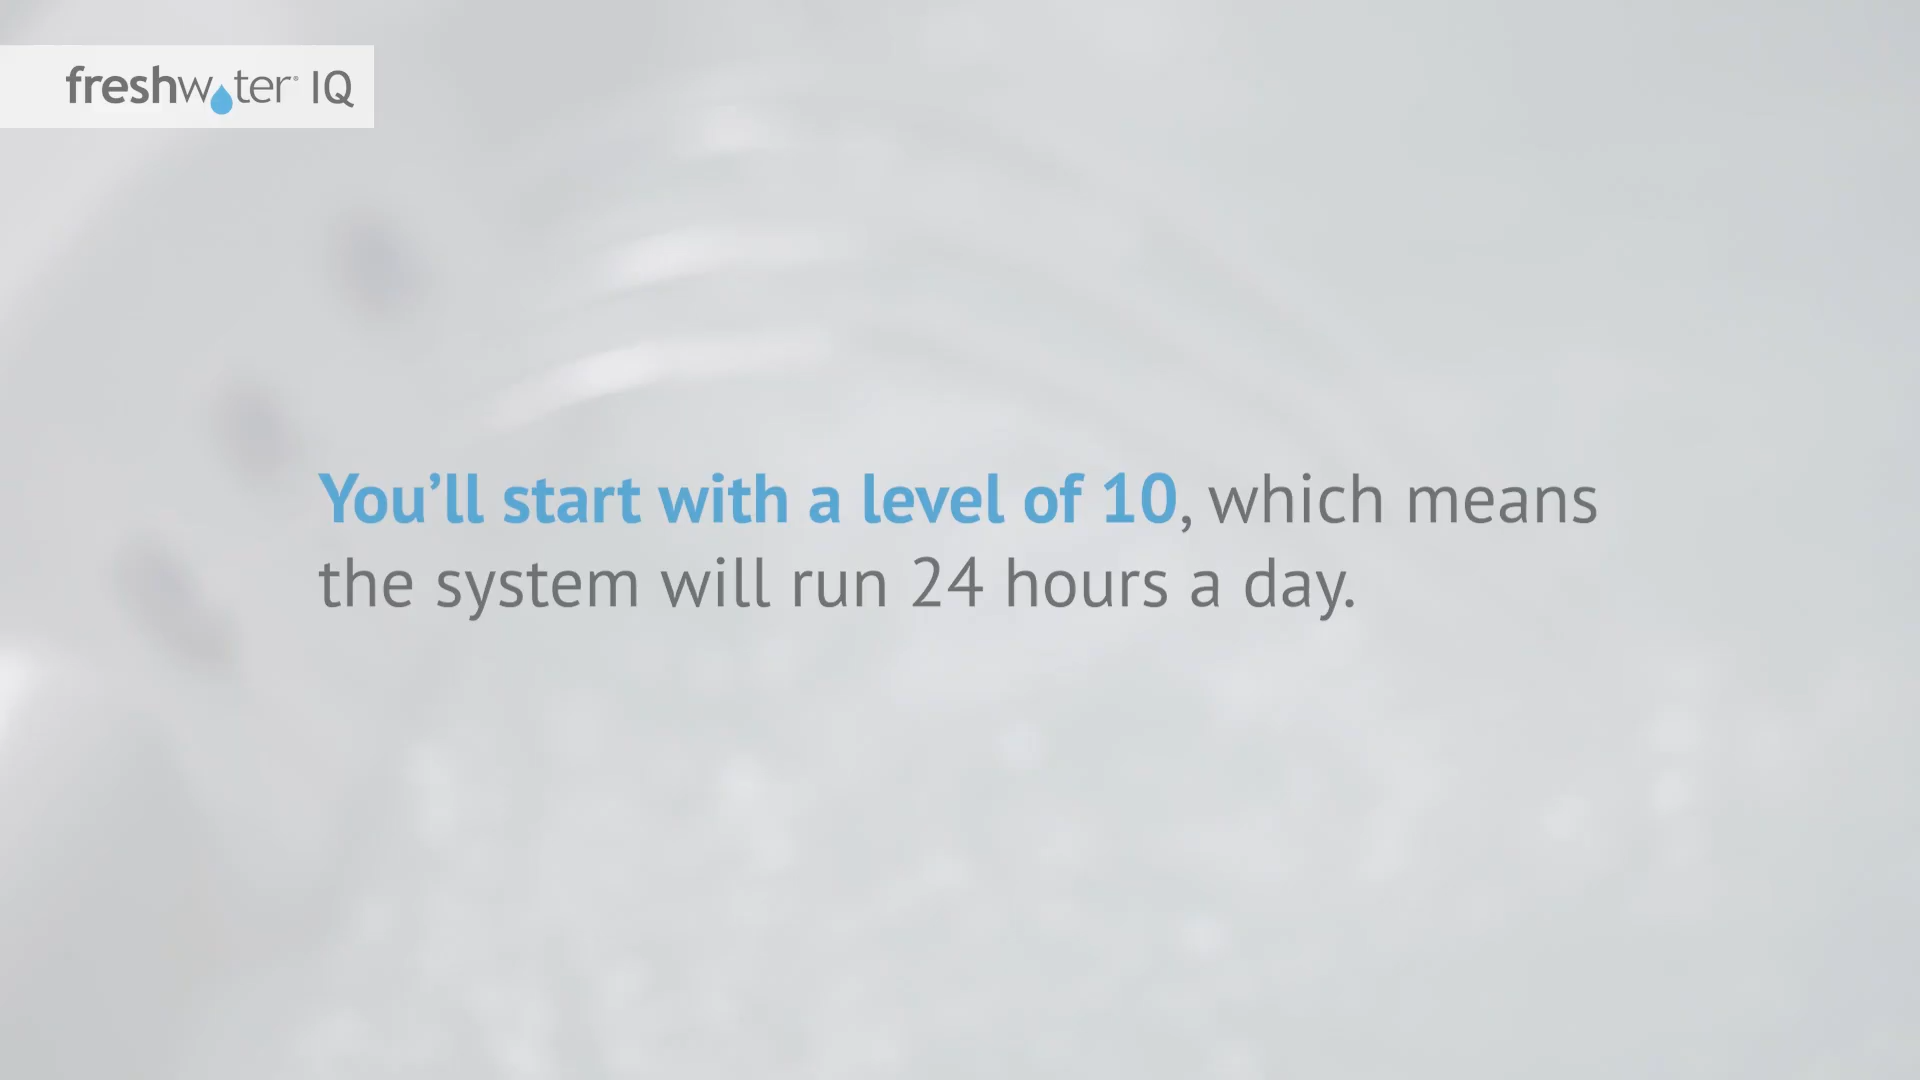 freshwater® IQ
You’ll start with a level of 10, which means
the system will run 24 hours a day.